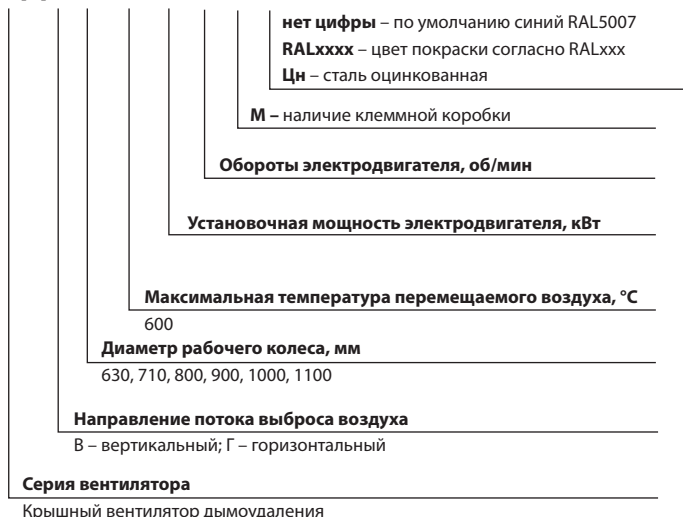 нет цифры – по умолчанию синий RAL5007
RALxxxx – цвет покраски согласно RALxxx
Цн – сталь оцинкованная
М – наличие клеммной коробки
Обороты электродвигателя, об/мин
Установочная мощность электродвигателя, кВт
Максимальная температура перемещаемого воздуха, °С
600
Диаметр рабочего колеса, мм
630, 710, 800, 900, 1000, 1100
Направление потока выброса воздуха
В – вертикальный; Г – горизонтальный
Серия вентилятора
Крышный вентилятор дымоудаления